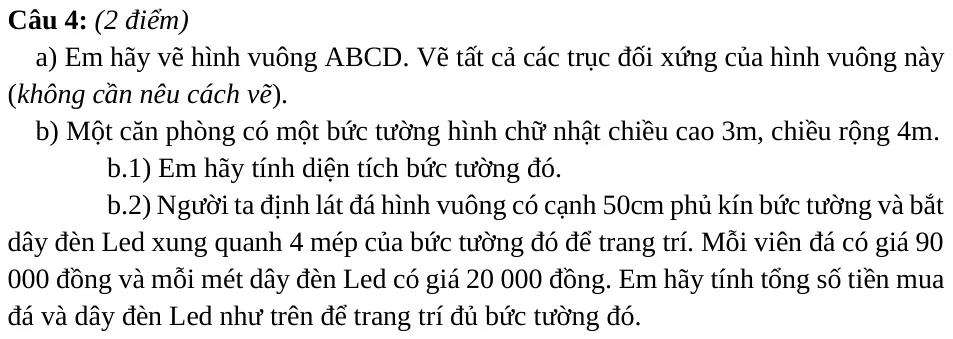 Câu 4: (2 điểm)
a) Em hãy vẽ hình vuông ABCD. Vẽ tất cả các trục đối xứng của hình vuông này
(không cần nêu cách vẽ).
b) Một căn phòng có một bức tường hình chữ nhật chiều cao 3m, chiều rộng 4m.
b.1) Em hãy tính diện tích bức tường đó.
b.2) Người ta định lát đá hình vuông có cạnh 50cm phủ kín bức tường và bắt
dây đèn Led xung quanh 4 mép của bức tường đó để trang trí. Mỗi viên đá có giá 90
000 đồng và mỗi mét dây đèn Led có giá 20 000 đồng. Em hãy tính tổng số tiền mua
đá và dây đèn Led như trên để trang trí đủ bức tường đó.